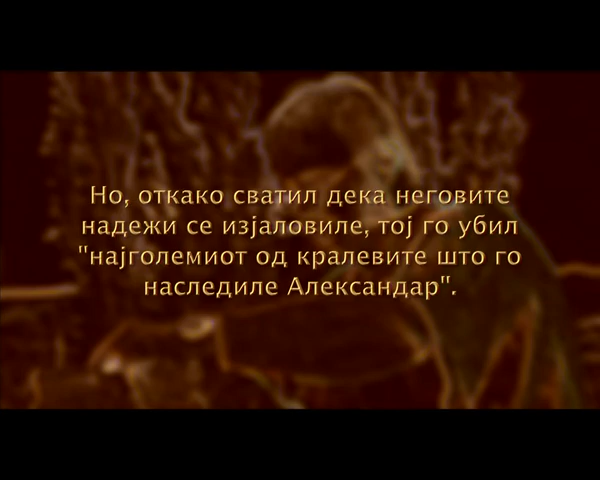 Но, откако сватил дека неговите
надежи се изјаловиле, тој го убил
"најголемиот од кралевите што го
наследиле Александар".